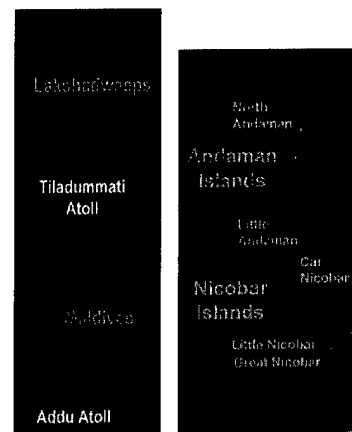 Lakshadweeps
Tiladummati
Atoll
Maldives
Addu Atoll
North
Andaman
Andaman
Islands
Little
Andaman
Car
Nicobar
Nicobar
Islands
Little Nicobar
Great Nicobar